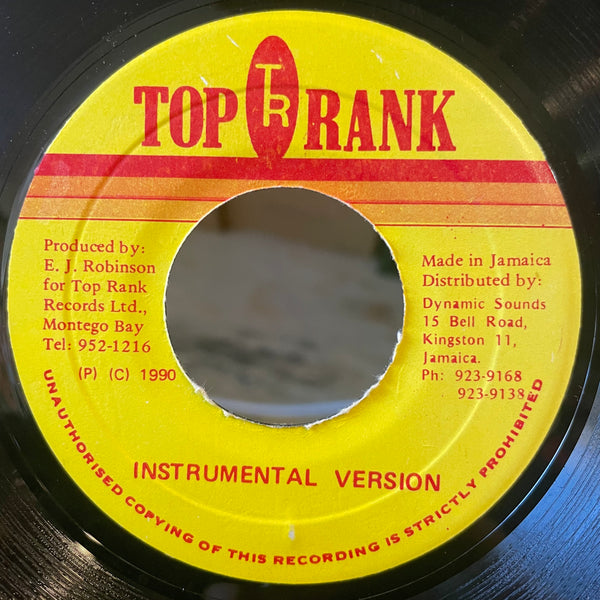 TOP TR RANK
Produced by:
E. J. Robinson
for Top Rank
Records Ltd.,
Montego Bay
Tel: 952-1216
(P) (C) 1990
Made in Jamaica
Distributed by:
Dynamic Sounds
15 Bell Road,
Kingston 11,
Jamaica.
Ph: 923-9168
923-9138
INSTRUMENTAL VERSION
UNAUTHORISED COPYING OF THIS RECORDING IS STRICTLY PROHIBITED